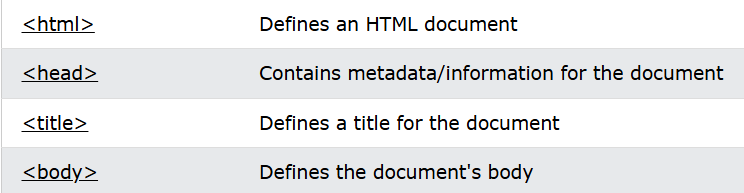 <html> Defines an HTML document
<head> Contains metadata/information for the document
<title> Defines a title for the document
<body> Defines the document's body